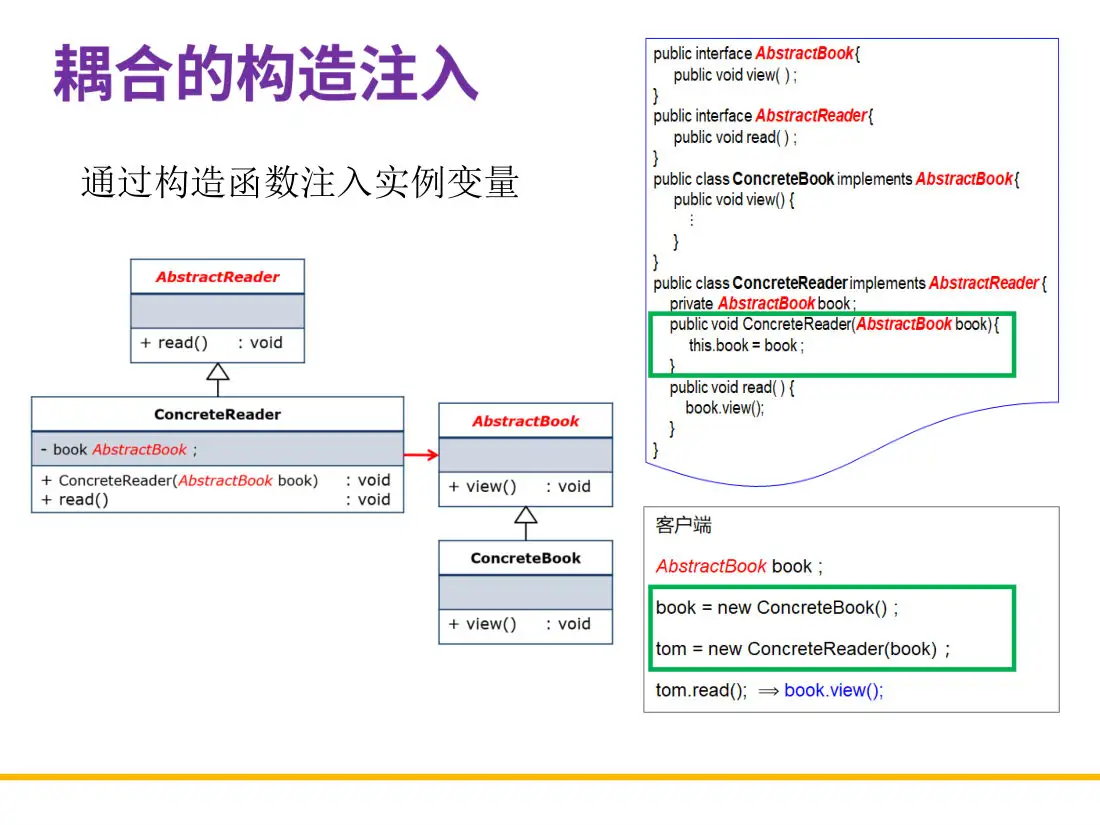 耦合的构造注入
通过构造函数注入实例变量
AbstractReader
+ read() : void
ConcreteReader
- book AbstractBook ;
+ ConcreteReader(AbstractBook book) : void
+ read() : void
AbstractBook
+ view() : void
ConcreteBook
+ view() : void
public interface AbstractBook{
public void view( ) ;
}
public interface AbstractReader{
public void read( ) ;
}
public class ConcreteBook implements AbstractBook{
public void view() {
⋮
}
}
public class ConcreteReader implements AbstractReader{
private AbstractBook book ;
public void ConcreteReader(AbstractBook book){
this.book = book ;
}
public void read( ) {
book.view();
}
}
客户端
AbstractBook book ;
book = new ConcreteBook() ;
tom = new ConcreteReader(book) ;
tom.read(); ⟹ book.view();